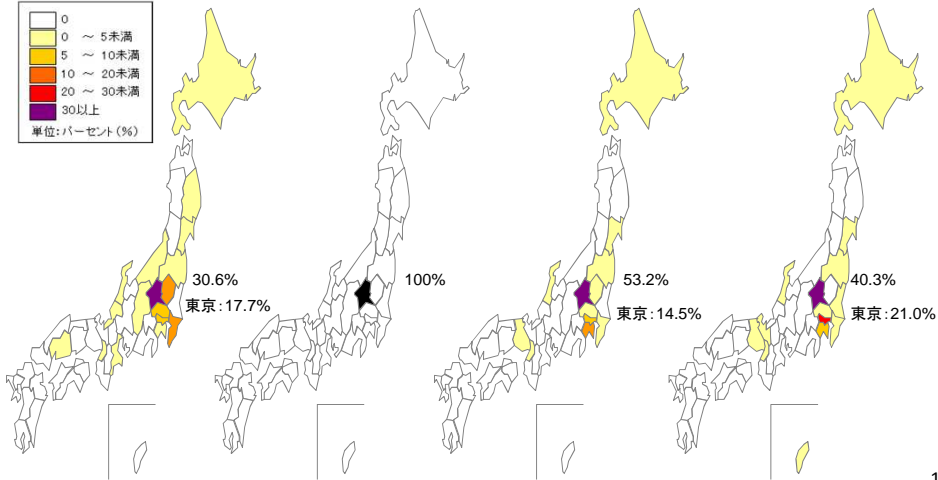 0
0 ～ 5未満
5 ～ 10未満
10 ～ 20未満
20 ～ 30未満
30以上
単位:パーセント(%)
30.6%
東京:17.7%
100%
53.2%
東京:14.5%
40.3%
東京:21.0%
1